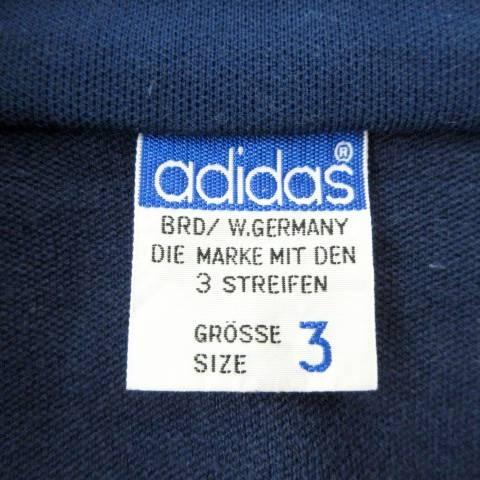 adidas®
BRD/ W.GERMANY
DIE MARKE MIT DEN
3 STREIFEN
GRÖSSE
SIZE 3